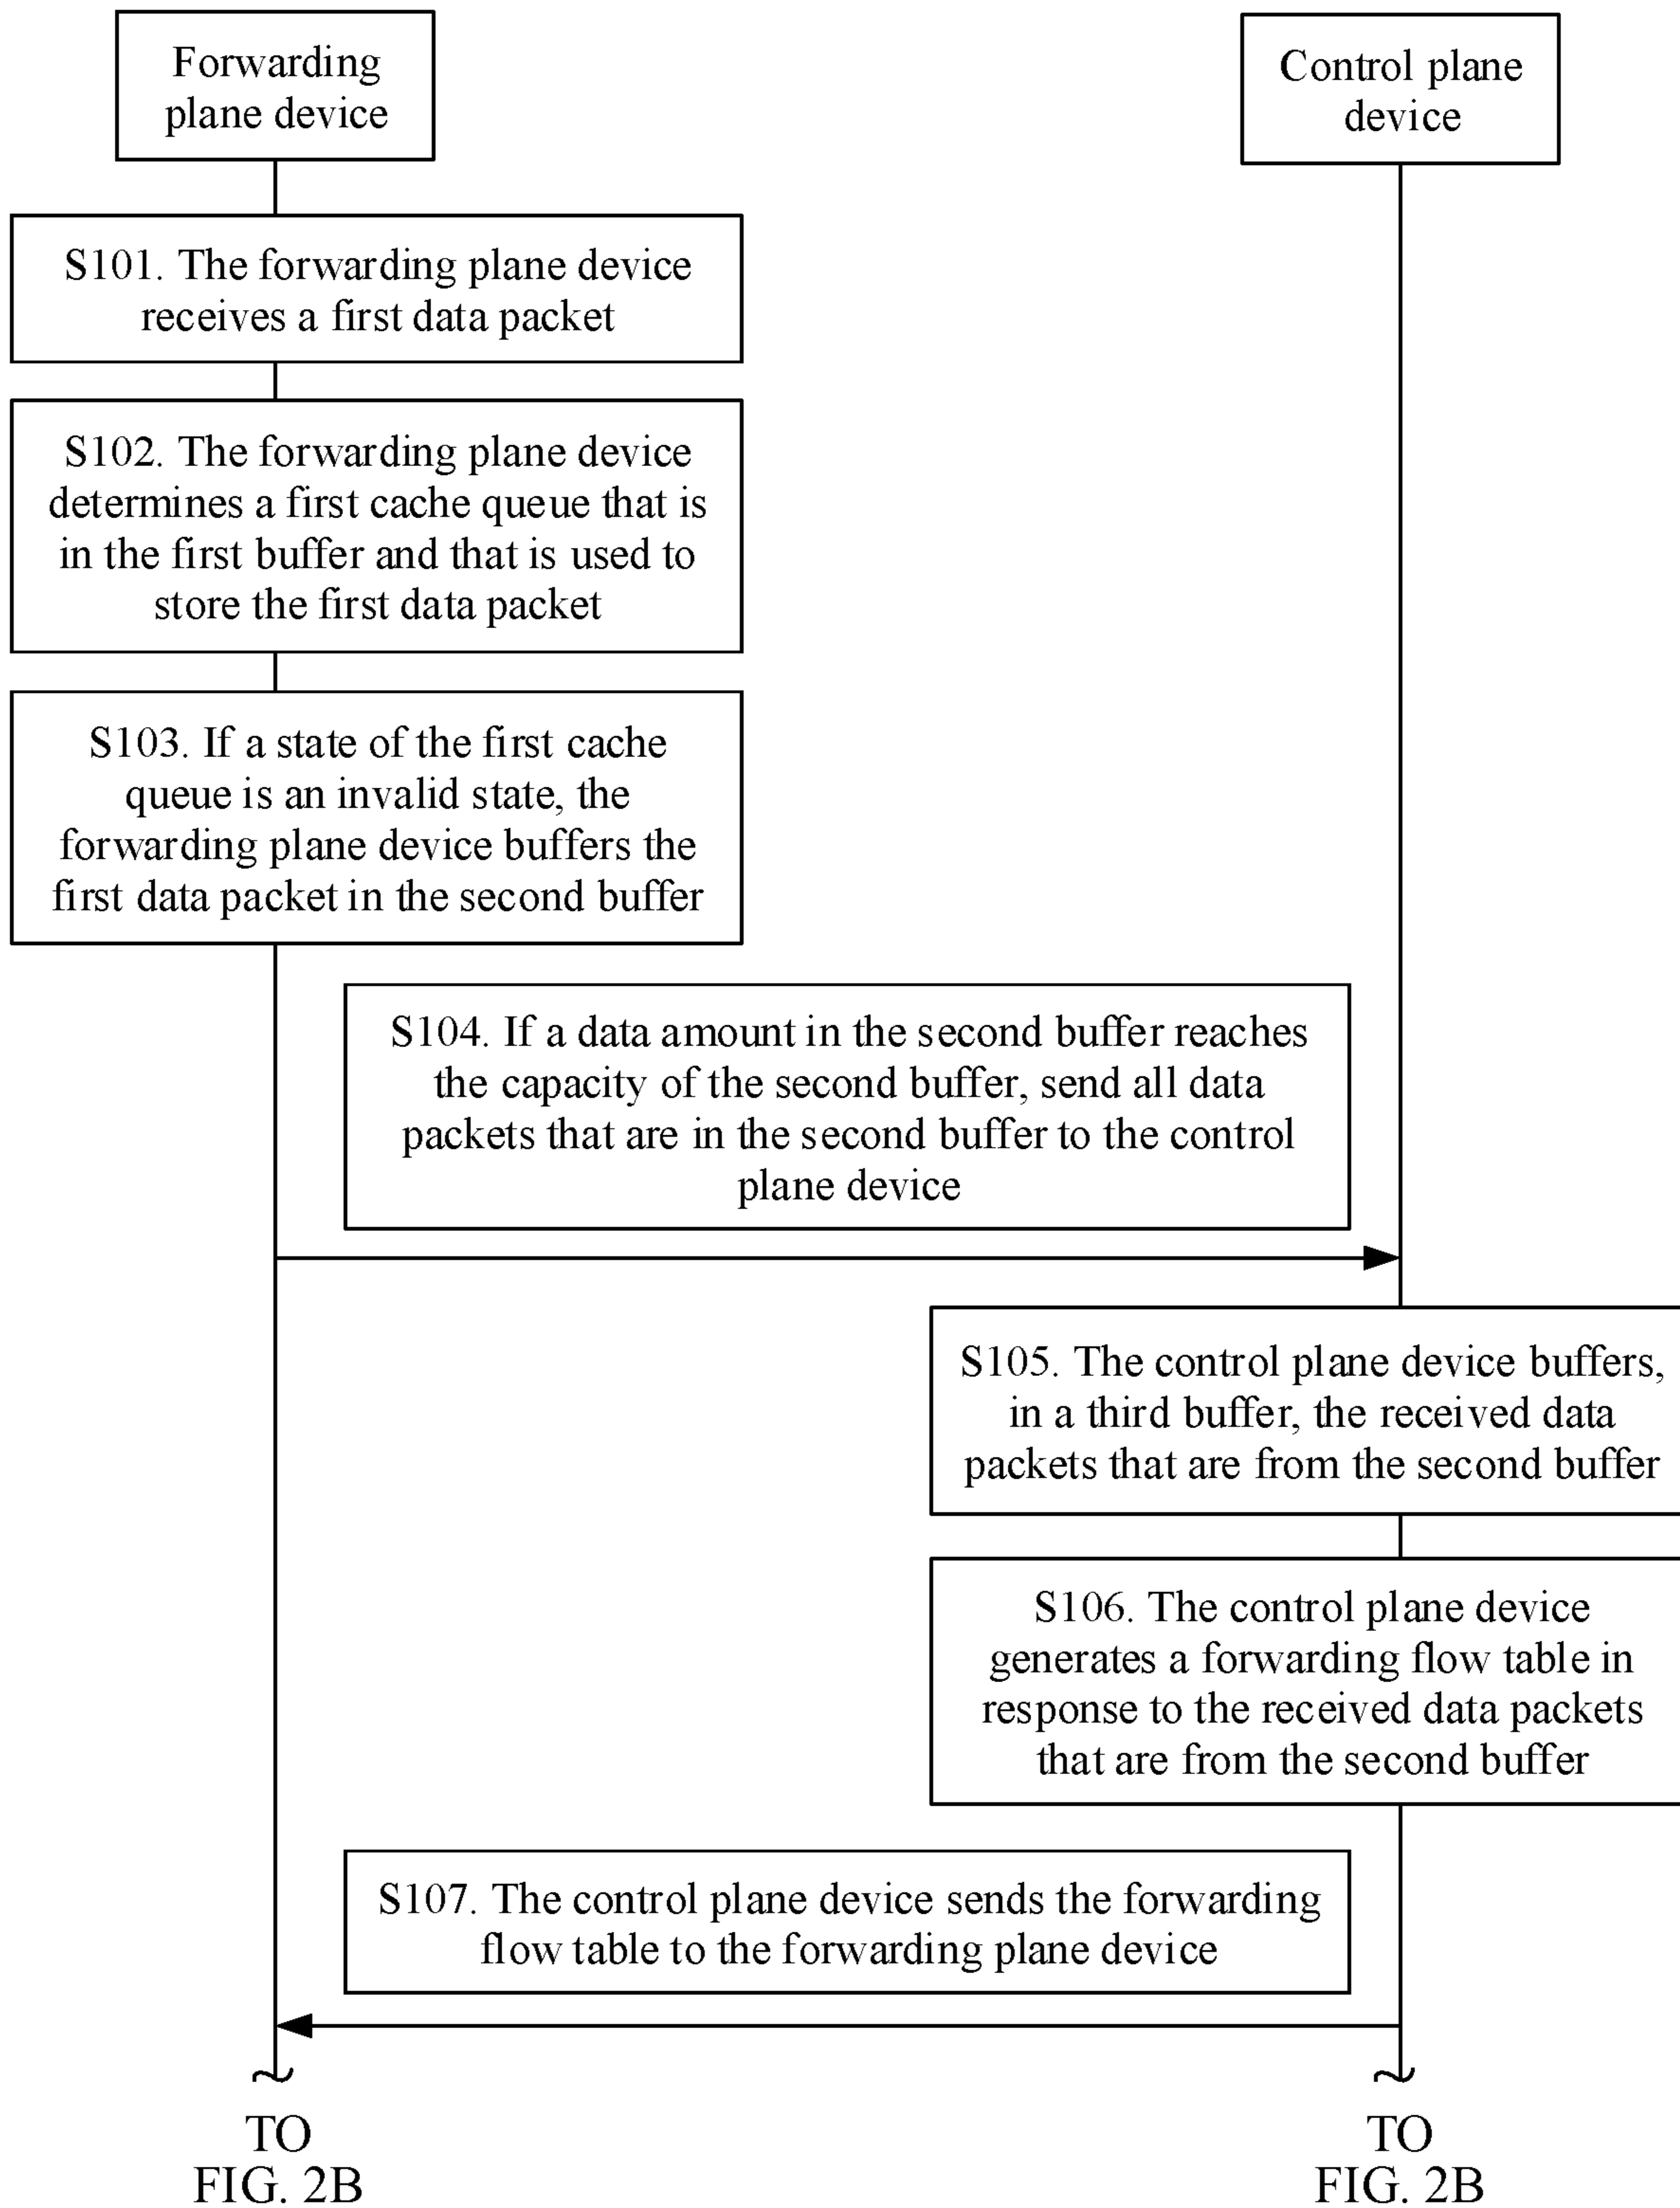 Forwarding
plane device
Control plane
device
S101. The forwarding plane device
receives a first data packet
S102. The forwarding plane device
determines a first cache queue that is
in the first buffer and that is used to
store the first data packet
S103. If a state of the first cache
queue is an invalid state, the
forwarding plane device buffers the
first data packet in the second buffer
S104. If a data amount in the second buffer reaches
the capacity of the second buffer, send all data
packets that are in the second buffer to the control
plane device
S105. The control plane device buffers,
in a third buffer, the received data
packets that are from the second buffer
S106. The control plane device
generates a forwarding flow table in
response to the received data packets
that are from the second buffer
S107. The control plane device sends the forwarding
flow table to the forwarding plane device
TO
FIG. 2B
TO
FIG. 2B